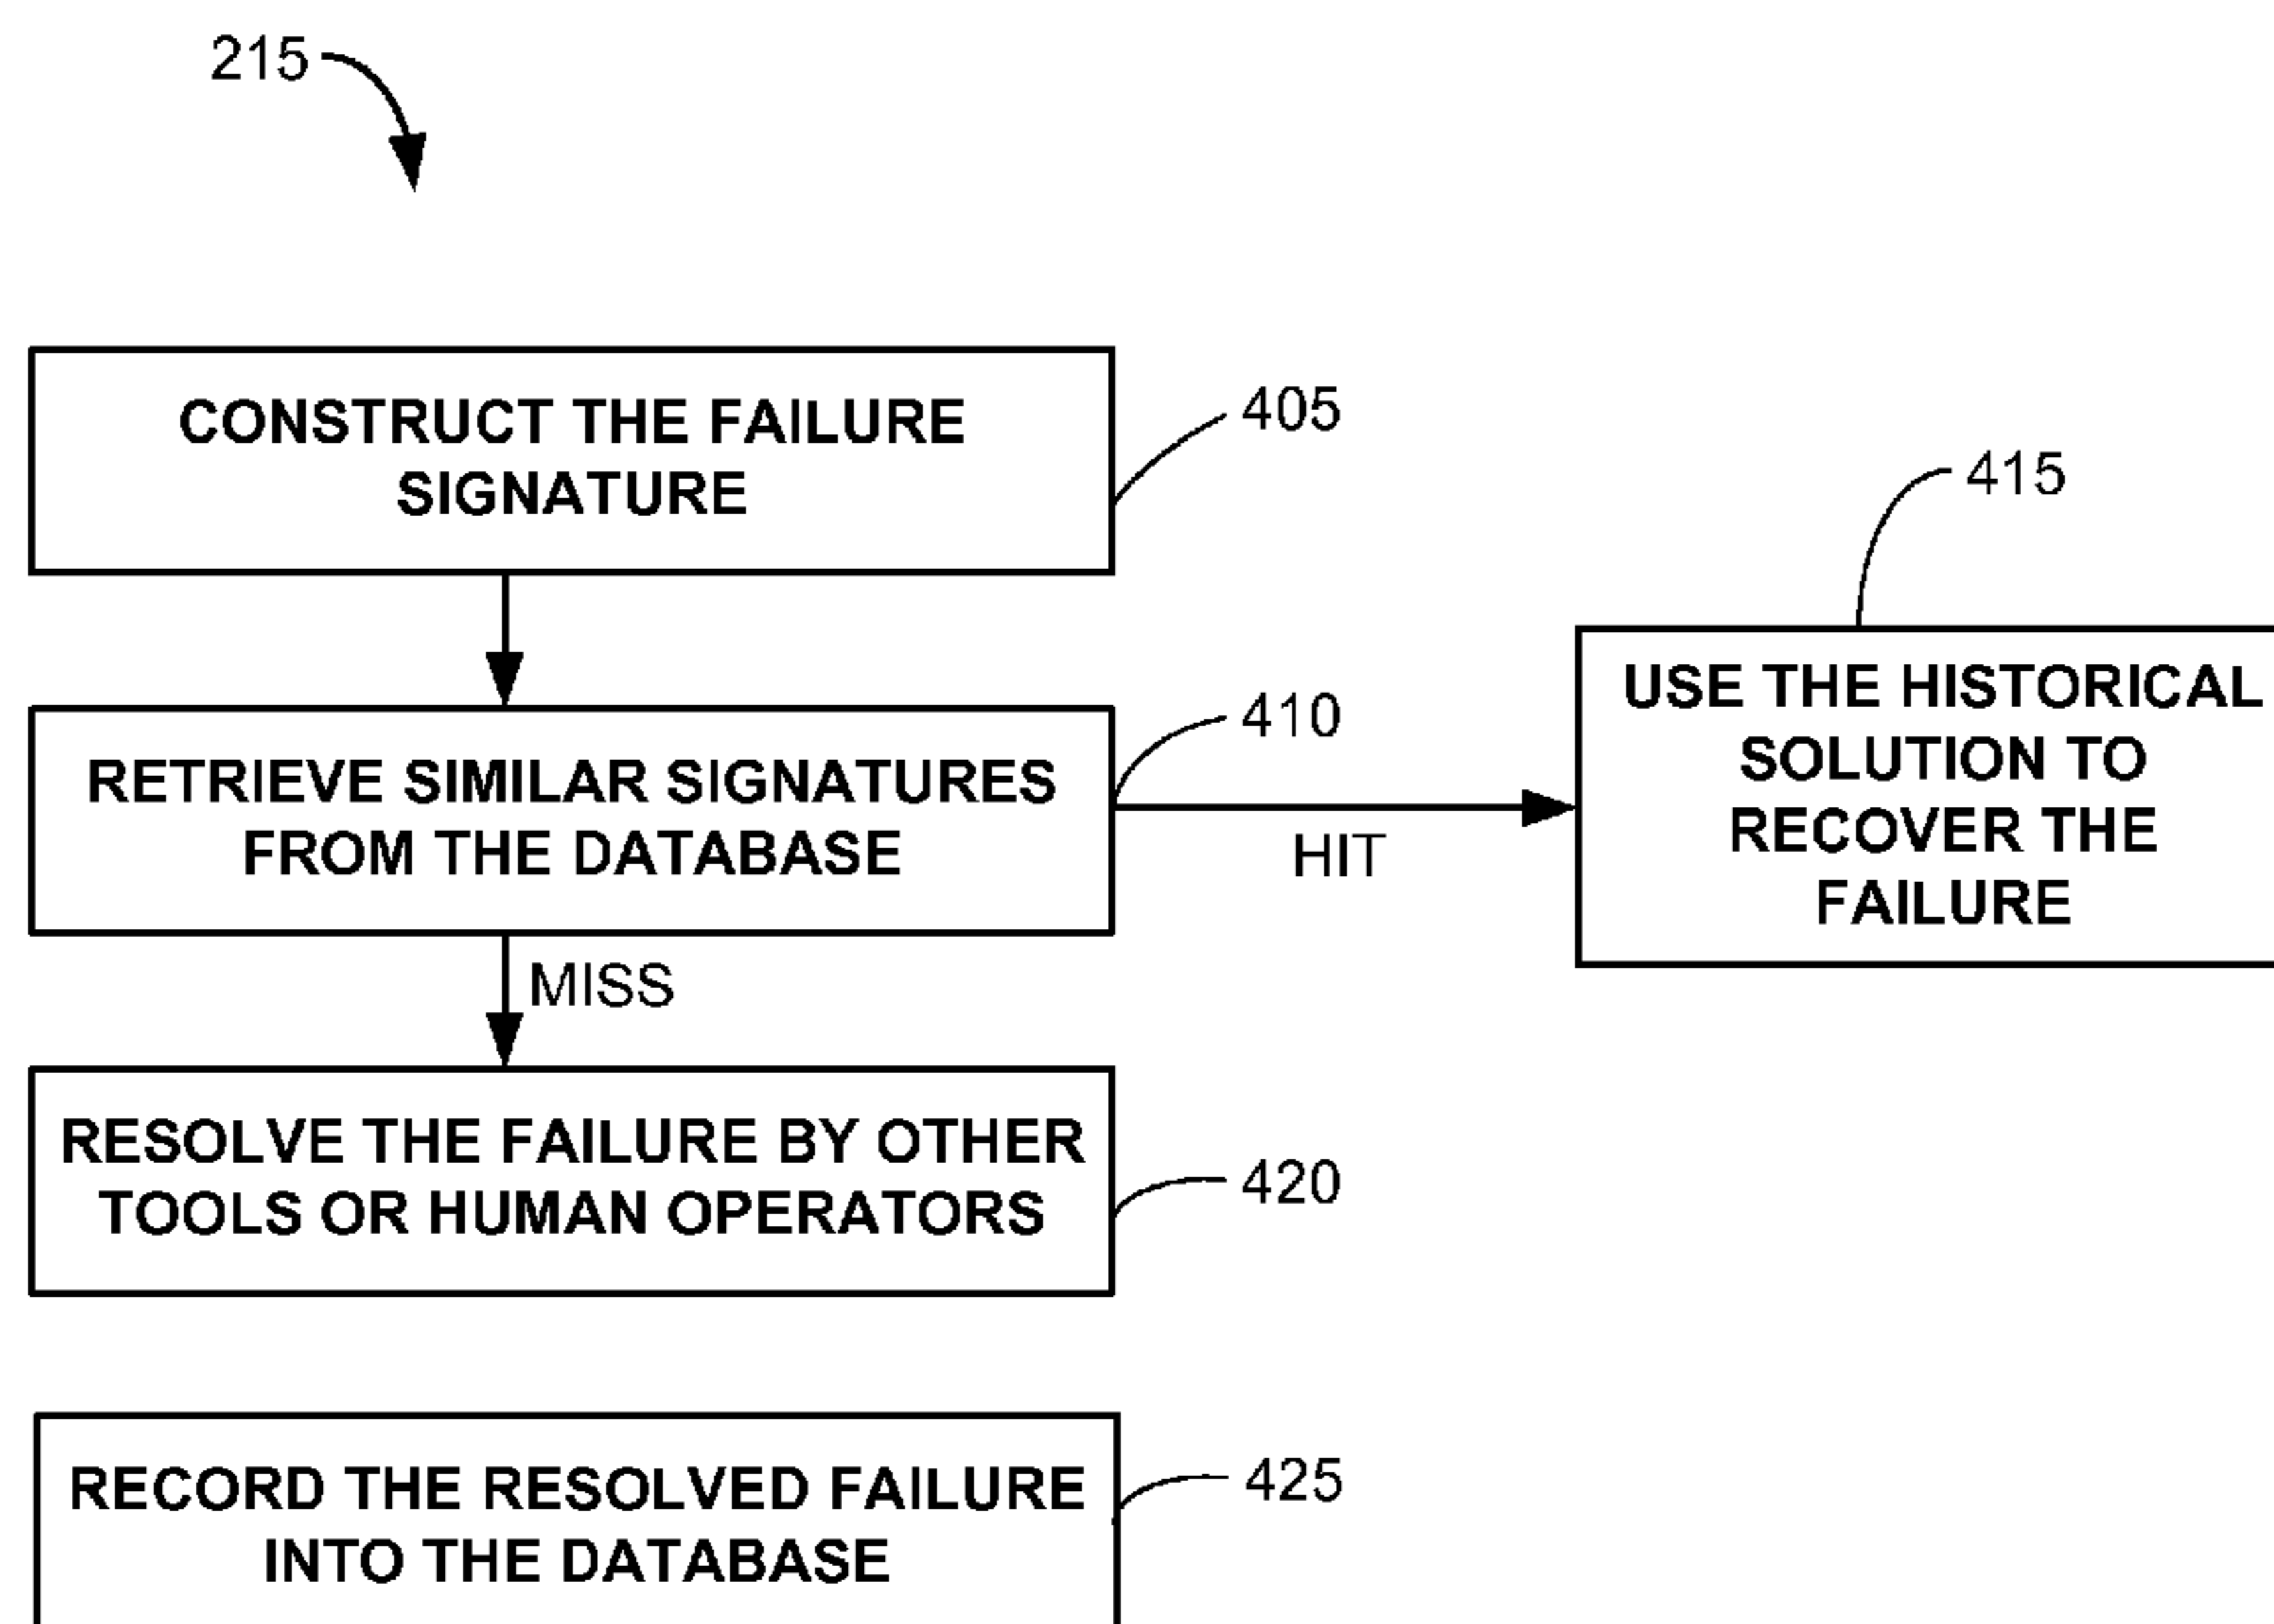 215
CONSTRUCT THE FAILURE
SIGNATURE
405
RETRIEVE SIMILAR SIGNATURES
FROM THE DATABASE
410
HIT
USE THE HISTORICAL
SOLUTION TO
RECOVER THE
FAILURE
415
MISS
RESOLVE THE FAILURE BY OTHER
TOOLS OR HUMAN OPERATORS
420
RECORD THE RESOLVED FAILURE
INTO THE DATABASE
425